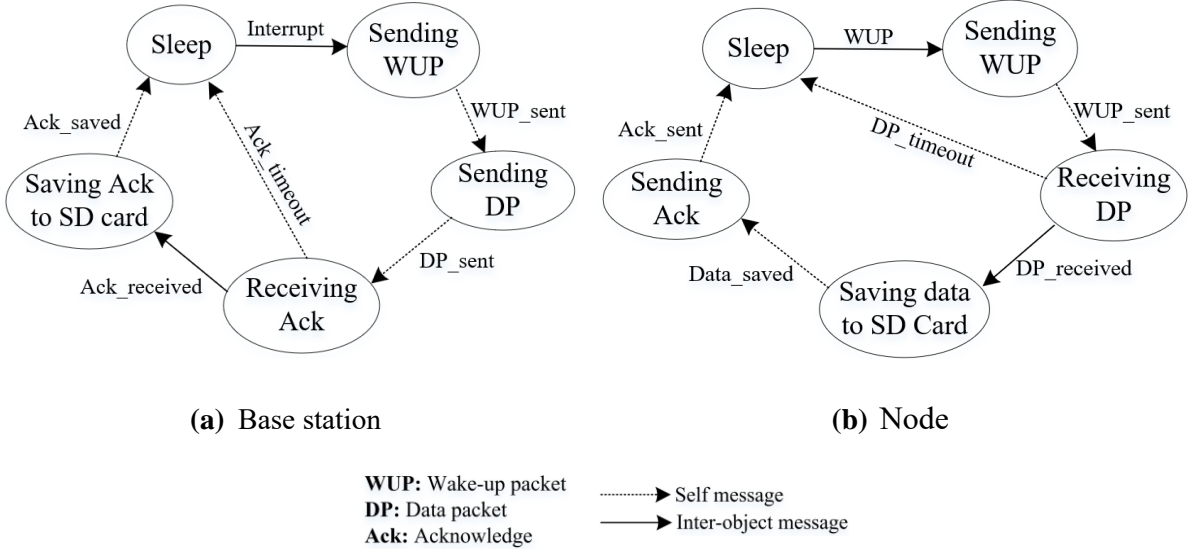 Sleep
Interrupt
Sending
WUP
WUP_sent
Sending
DP
DP_sent
Receiving
Ack
Ack_timeout
Ack_received
Saving Ack
to SD card
Ack_saved
(a) Base station
Sleep
WUP
Sending
WUP
WUP_sent
Receiving
DP
DP_timeout
DP_received
Saving data
to SD Card
Data_saved
Sending
Ack
Ack_sent
(b) Node
WUP: Wake-up packet
DP: Data packet
Ack: Acknowledge
Self message
Inter-object message